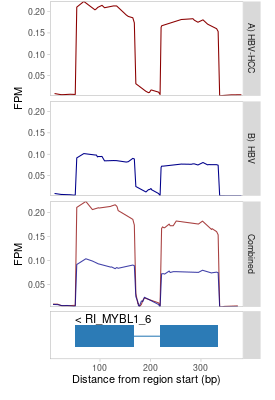 0.20
0.15
0.10
0.05
A) HBV-HCC
FPM
0.20
0.15
0.10
0.05
B) HBV
0.20
0.15
0.10
0.05
FPM
Combined
< RI_MYBL1_6
100
200
300
Distance from region start (bp)